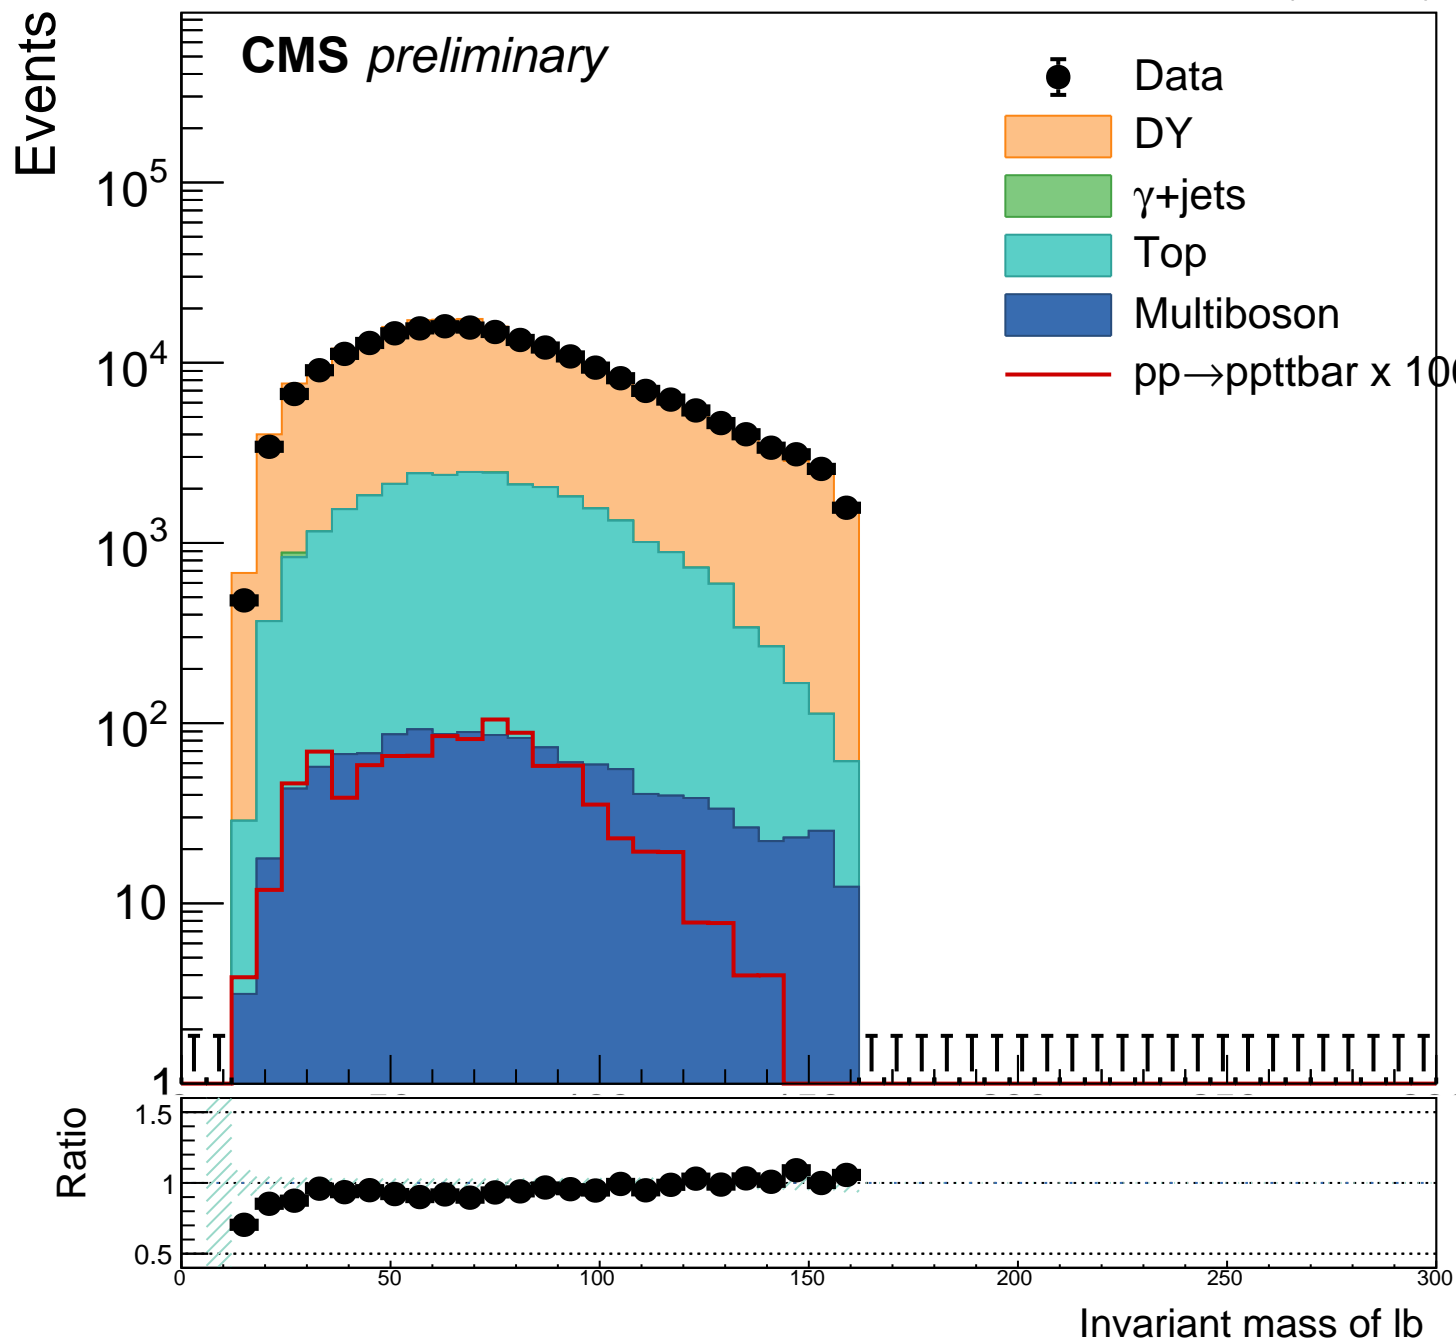 CMS preliminary
Events
Data
DY
γ+jets
Top
Multiboson
pp→ppttbar x 10
10^5
10^4
10^3
10^2
10
1
Ratio
1.5
1
0.5
0 50 100 150 200 250 300
Invariant mass of lb